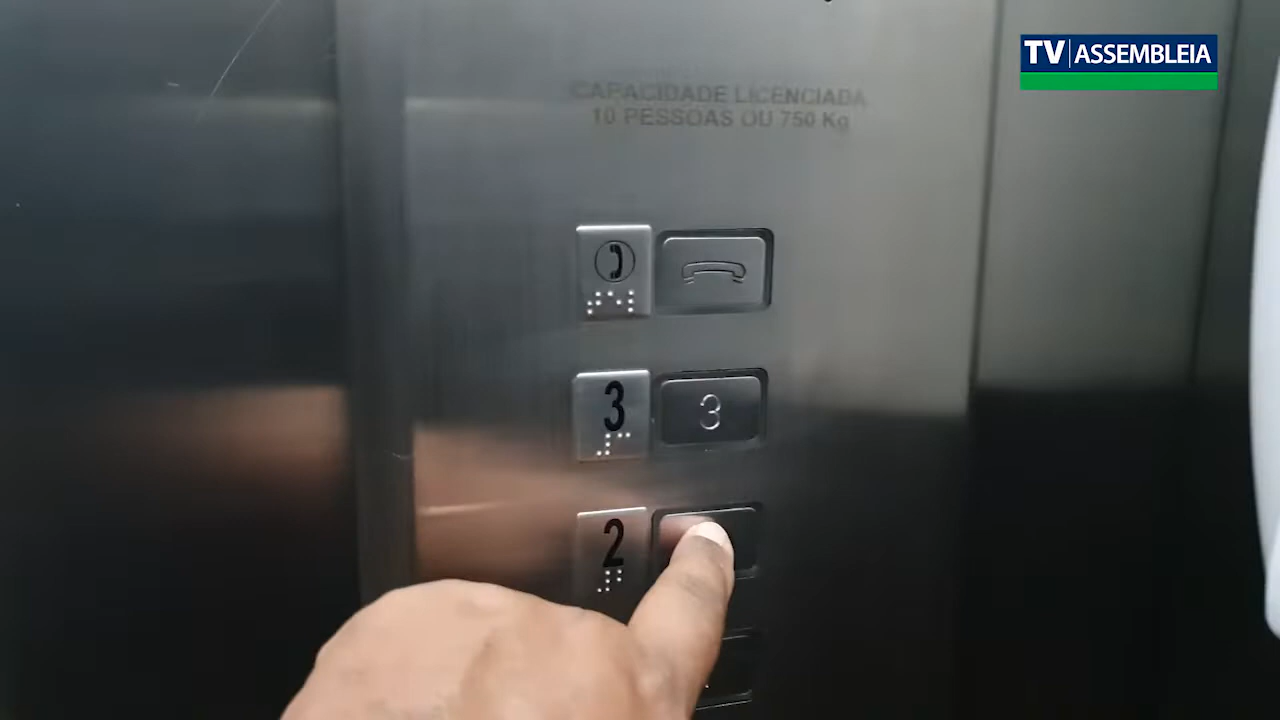 TV ASSEMBLEIA
CAPACIDADE LICENCIADA
10 PESSOAS OU 750 Kg
3 3
2